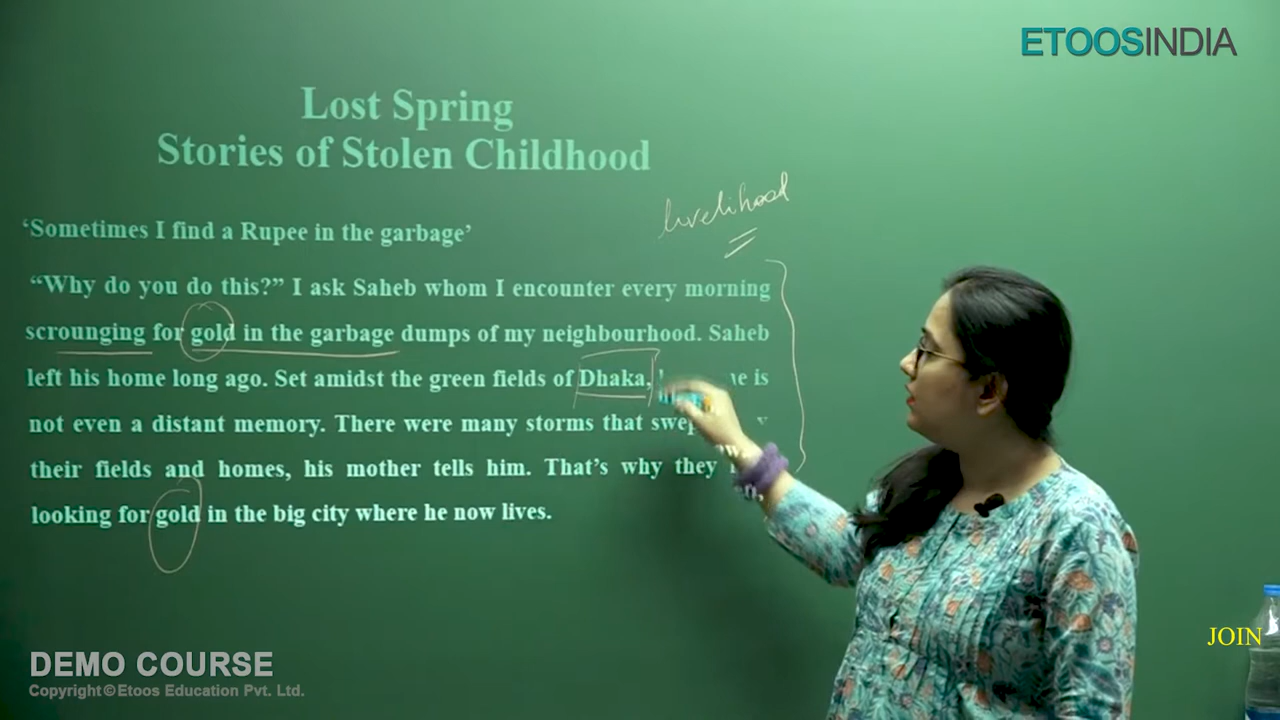 ETOOSINDIA
Lost Spring
Stories of Stolen Childhood
livelihood
‘Sometimes I find a Rupee in the garbage’
“Why do you do this?” I ask Saheb whom I encounter every morning
scrounging for gold in the garbage dumps of my neighbourhood. Saheb
left his home long ago. Set amidst the green fields of Dhaka, is
not even a distant memory. There were many storms that
their fields and homes, his mother tells him. That’s why they
looking for gold in the big city where he now lives.
DEMO COURSE
Copyright © Etoos Education Pvt. Ltd.
JOIN